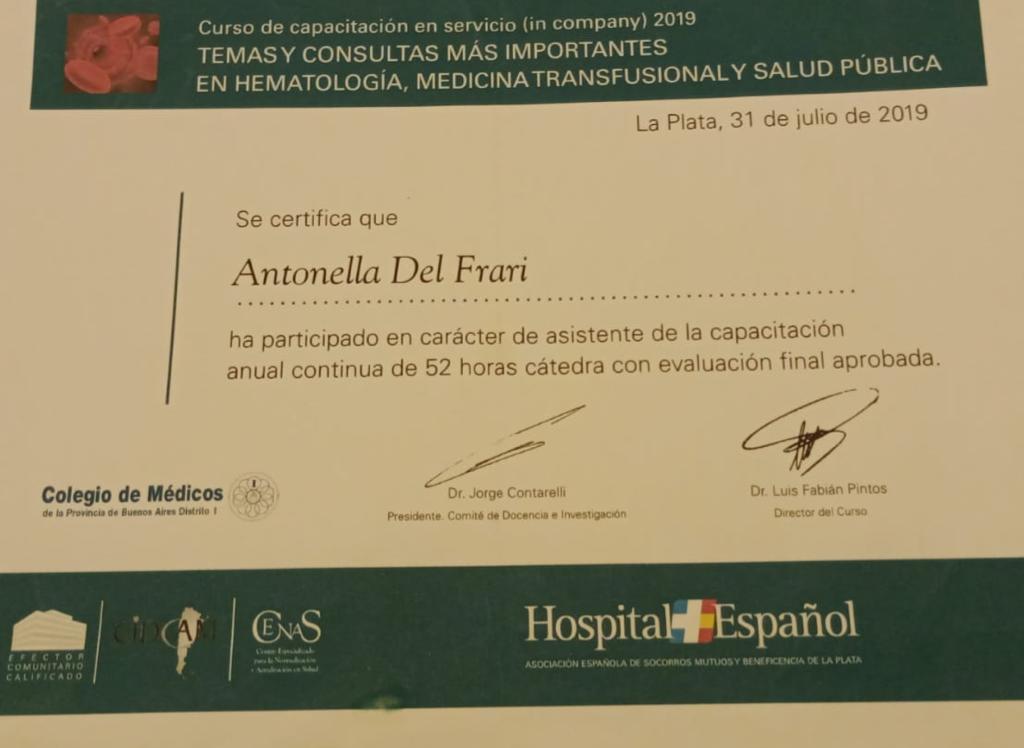 Curso de capacitación en servicio (in company) 2019
TEMAS Y CONSULTAS MÁS IMPORTANTES
EN HEMATOLOGÍA, MEDICINA TRANSFUSIONAL Y SALUD PÚBLICA
La Plata, 31 de julio de 2019
Se certifica que
Antonella Del Frari
ha participado en carácter de asistente de la capacitación
anual continua de 52 horas cátedra con evaluación final aprobada.
Dr. Jorge Contarelli
Presidente. Comité de Docencia e Investigación
Dr. Luis Fabián Pintos
Director del Curso
Colegio de Médicos
de la Provincia de Buenos Aires Distrito I
EFECTOR
COMUNITARIO
CALIFICADO
CIDCAM
CENAS
Centro Especializado
para la Normalización
y Acreditación en Salud
Hospital Español
ASOCIACIÓN ESPAÑOLA DE SOCORROS MUTUOS Y BENEFICENCIA DE LA PLATA